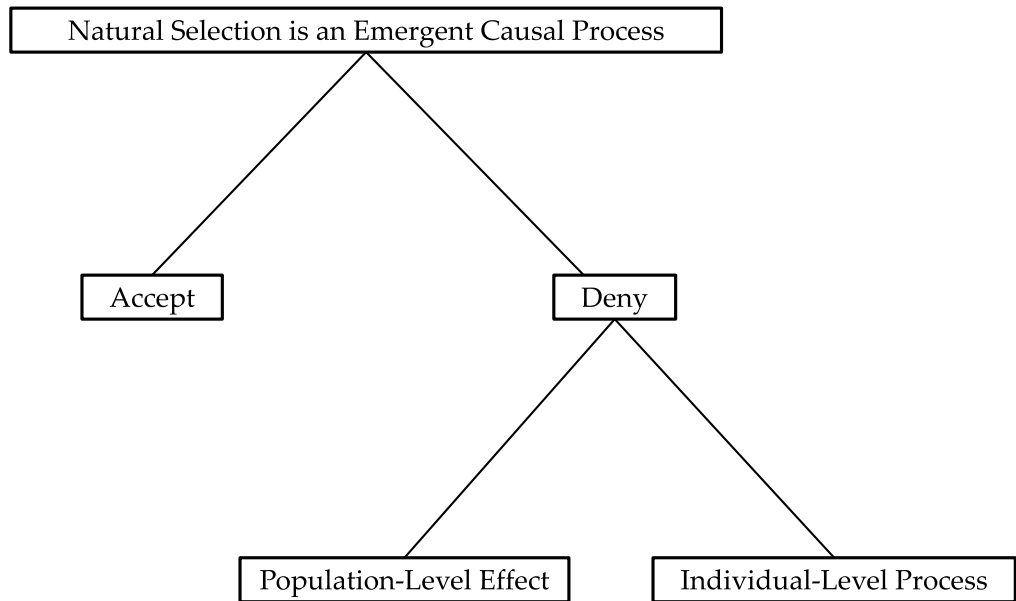 Natural Selection is an Emergent Causal Process
Accept
Deny
Population-Level Effect
Individual-Level Process